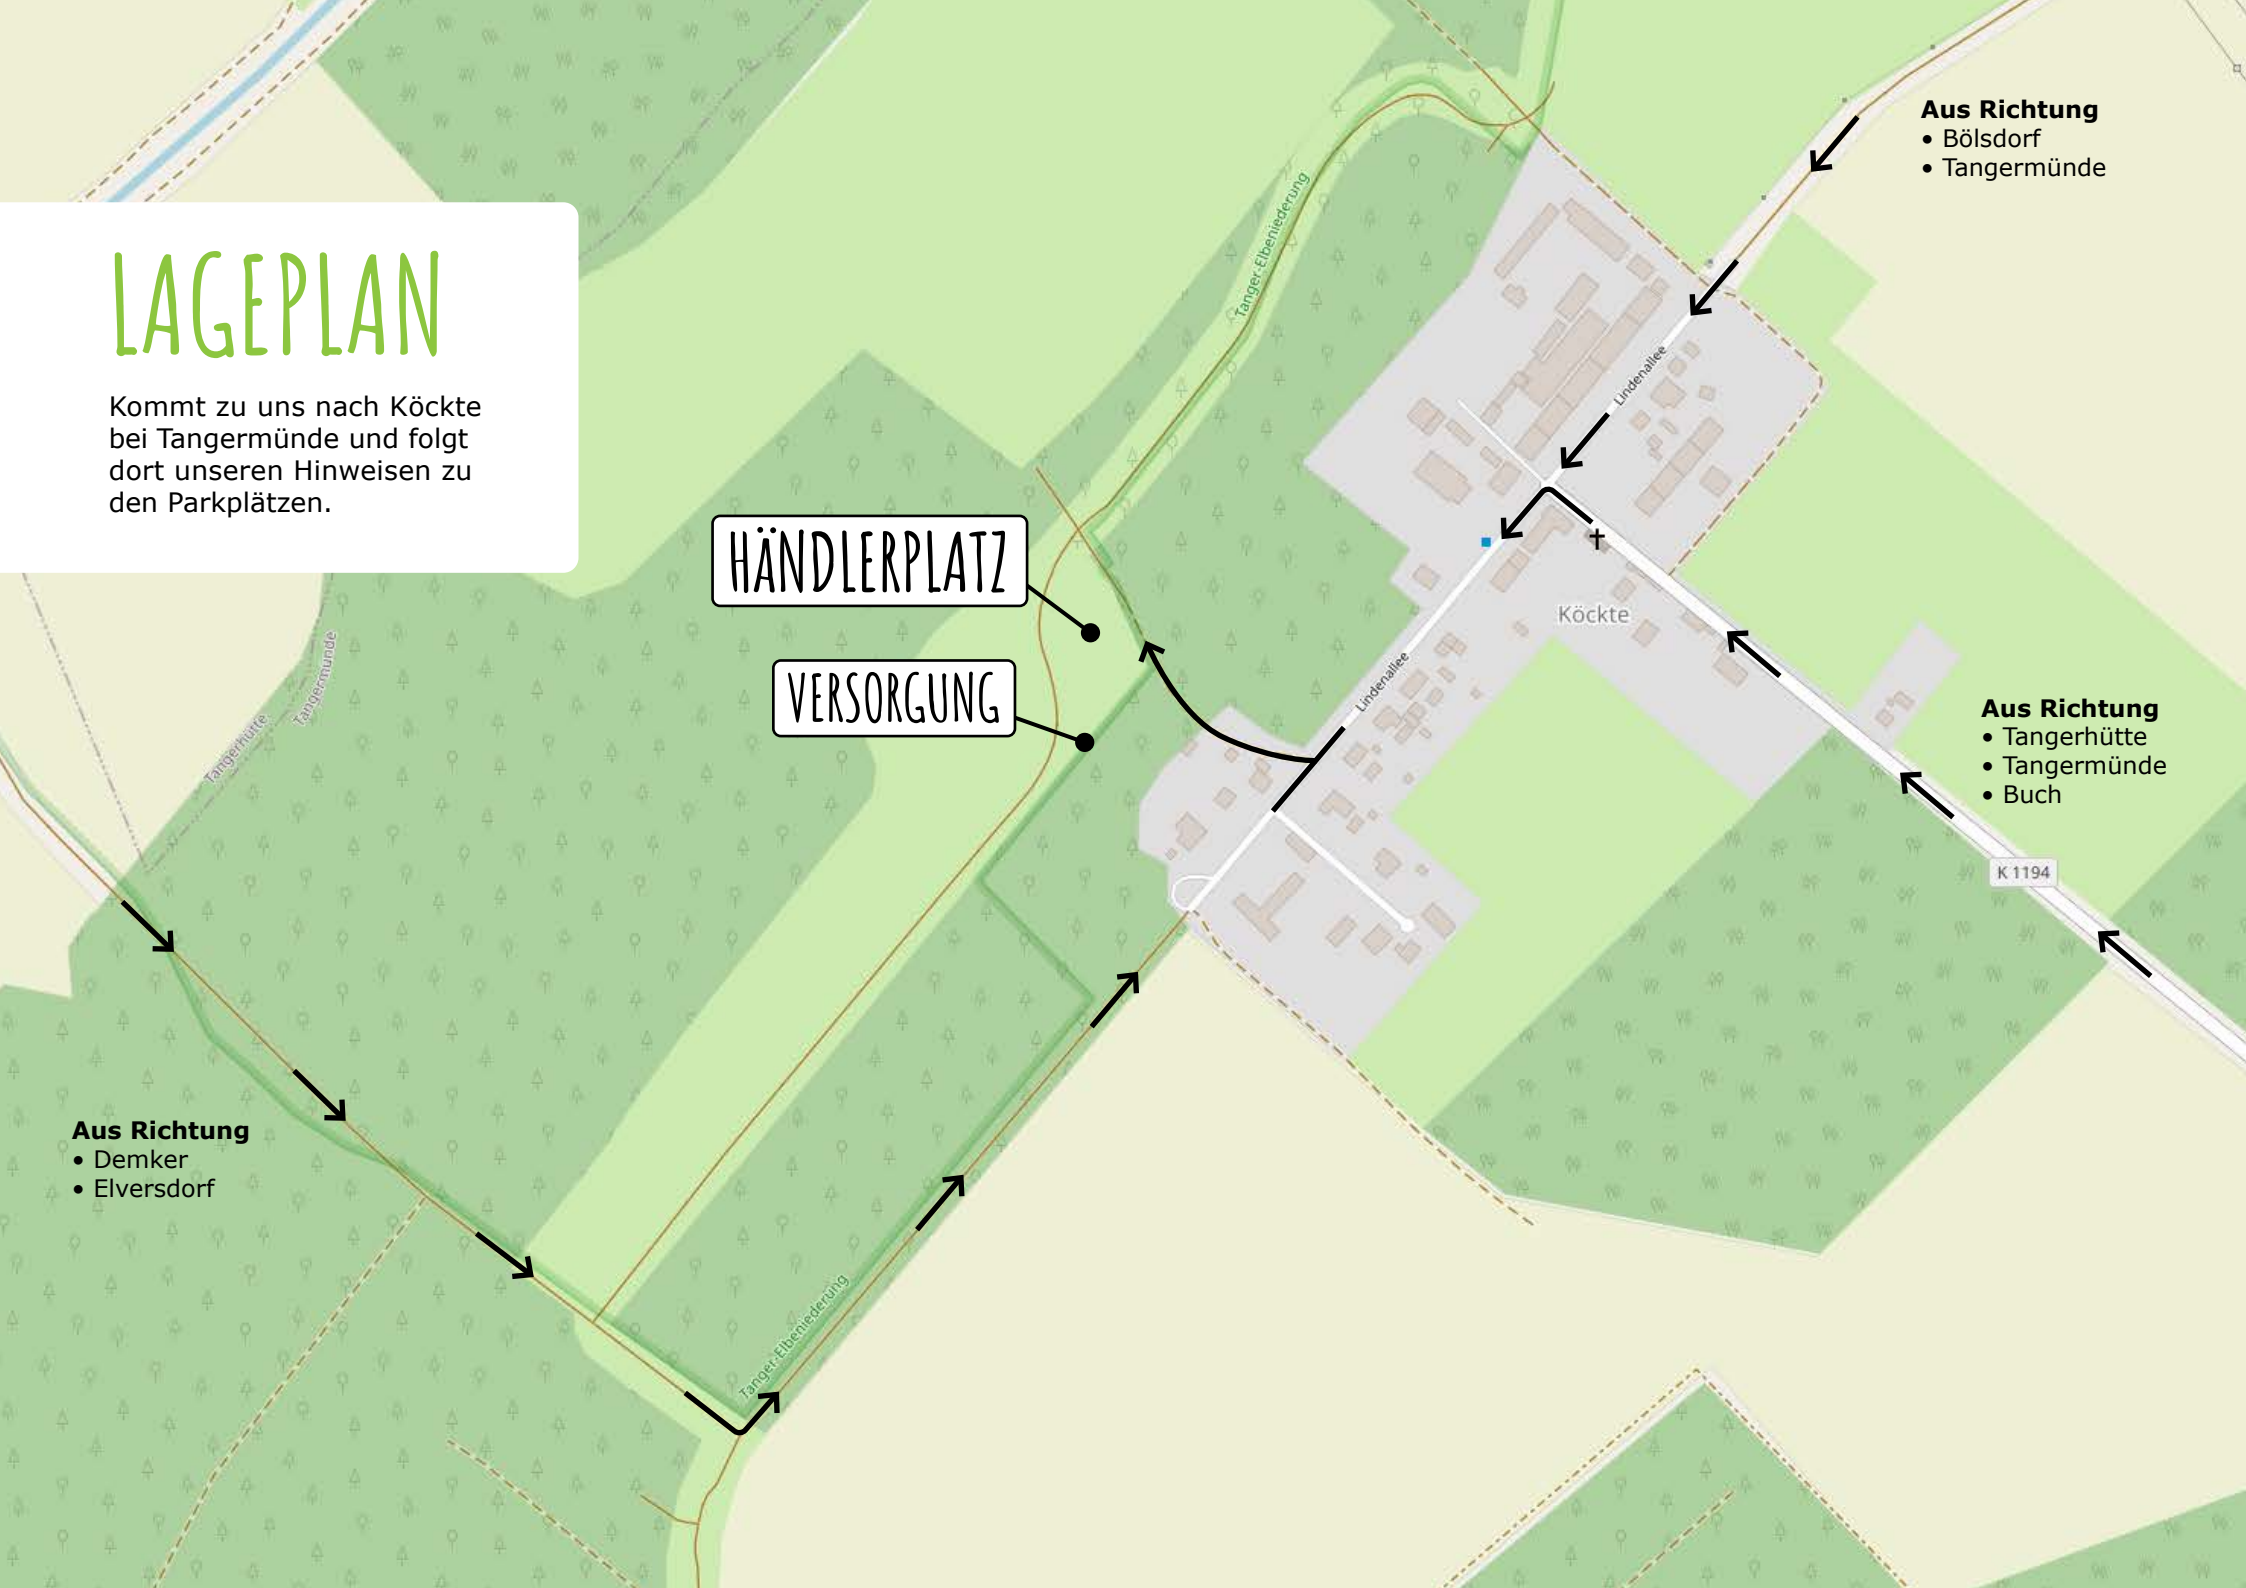 LAGEPLAN
Kommt zu uns nach Köckte
bei Tangermünde und folgt
dort unseren Hinweisen zu
den Parkplätzen.
Aus Richtung
• Bölsdorf
• Tangermünde
Tanger-Elbeniederung
Lindenallee
HÄNDLERPLATZ
VERSORGUNG
Köckte
Lindenallee
Tangermünde
Tangerhütte
Aus Richtung
• Tangerhütte
• Tangermünde
• Buch
K 1194
Aus Richtung
• Demker
• Elversdorf
Tanger-Elbeniederung